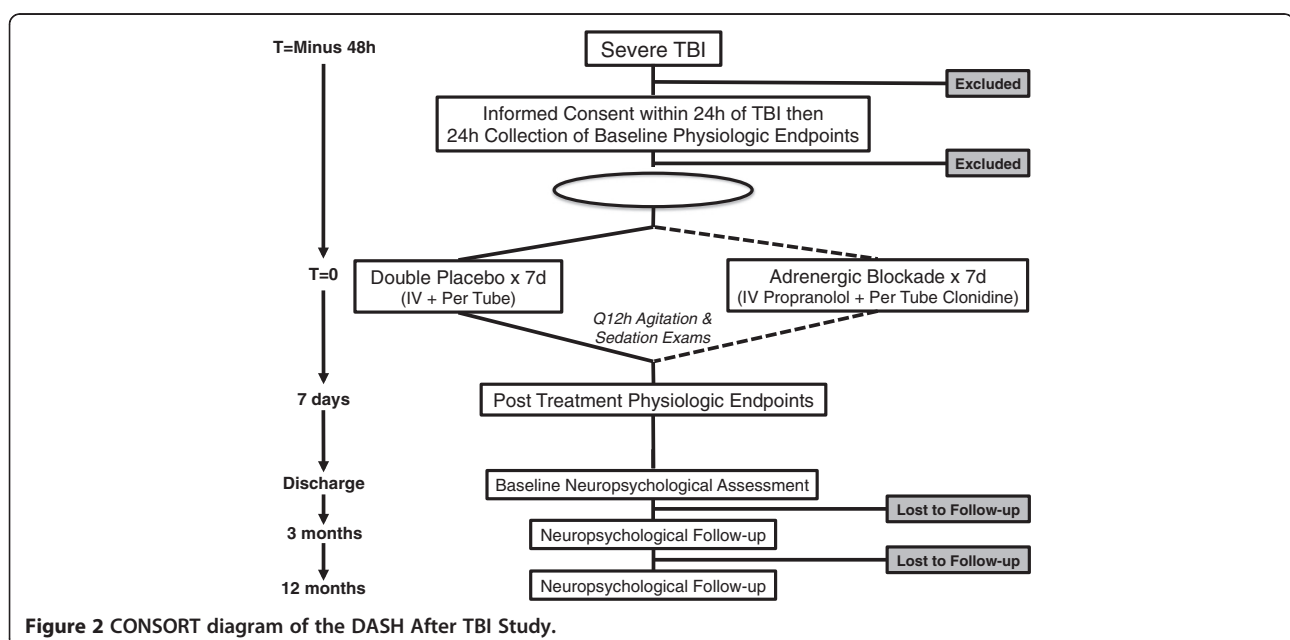 T=Minus 48h
Severe TBI
Excluded
Informed Consent within 24h of TBI then
24h Collection of Baseline Physiologic Endpoints
Excluded
T=0
Double Placebo x 7d
(IV + Per Tube)
Adrenergic Blockade x 7d
(IV Propranolol + Per Tube Clonidine)
Q12h Agitation &
Sedation Exams
7 days
Post Treatment Physiologic Endpoints
Discharge
Baseline Neuropsychological Assessment
Lost to Follow-up
3 months
Neuropsychological Follow-up
Lost to Follow-up
12 months
Neuropsychological Follow-up
Figure 2 CONSORT diagram of the DASH After TBI Study.